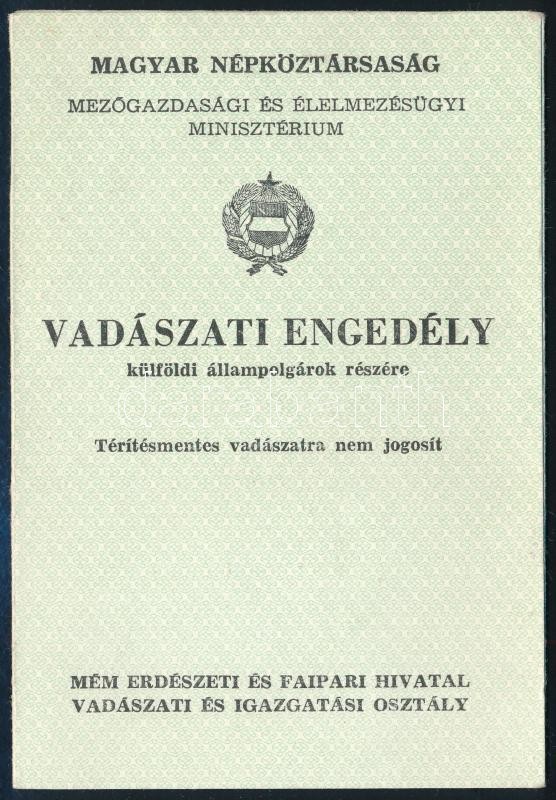 MAGYAR NÉPKÖZTÁRSASÁG
MEZŐGAZDASÁGI ÉS ÉLELMEZÉSÜGYI
MINISZTÉRIUM
VADÁSZATI ENGEDÉLY
külföldi állampolgárok részére
darabanth
Térítésmentes vadászatra nem jogosít
MÉM ERDÉSZETI ÉS FAIPARI HIVATAL
VADÁSZATI ÉS IGAZGATÁSI OSZTÁLY